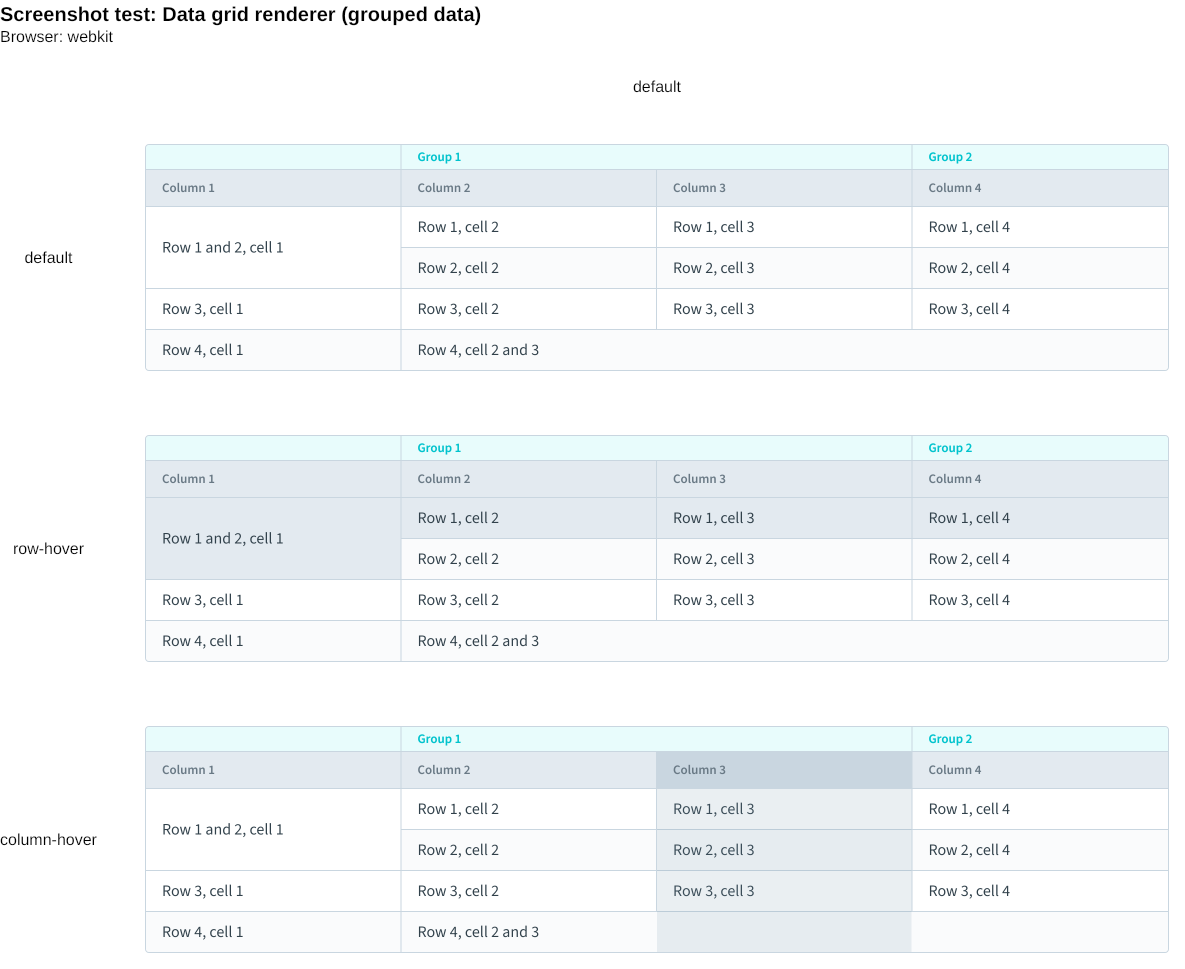 Screenshot test: Data grid renderer (grouped data)
Browser: webkit
default
Group 1 Group 2
Column 1 Column 2 Column 3 Column 4
Row 1, cell 2 Row 1, cell 3 Row 1, cell 4
Row 1 and 2, cell 1
default
Row 2, cell 2 Row 2, cell 3 Row 2, cell 4
Row 3, cell 1 Row 3, cell 2 Row 3, cell 3 Row 3, cell 4
Row 4, cell 1 Row 4, cell 2 and 3
Group 1 Group 2
Column 1 Column 2 Column 3 Column 4
Row 1, cell 2 Row 1, cell 3 Row 1, cell 4
Row 1 and 2, cell 1
row-hover
Row 2, cell 2 Row 2, cell 3 Row 2, cell 4
Row 3, cell 1 Row 3, cell 2 Row 3, cell 3 Row 3, cell 4
Row 4, cell 1 Row 4, cell 2 and 3
Group 1 Group 2
Column 1 Column 2 Column 3 Column 4
Row 1, cell 2 Row 1, cell 3 Row 1, cell 4
Row 1 and 2, cell 1
column-hover
Row 2, cell 2 Row 2, cell 3 Row 2, cell 4
Row 3, cell 1 Row 3, cell 2 Row 3, cell 3 Row 3, cell 4
Row 4, cell 1 Row 4, cell 2 and 3